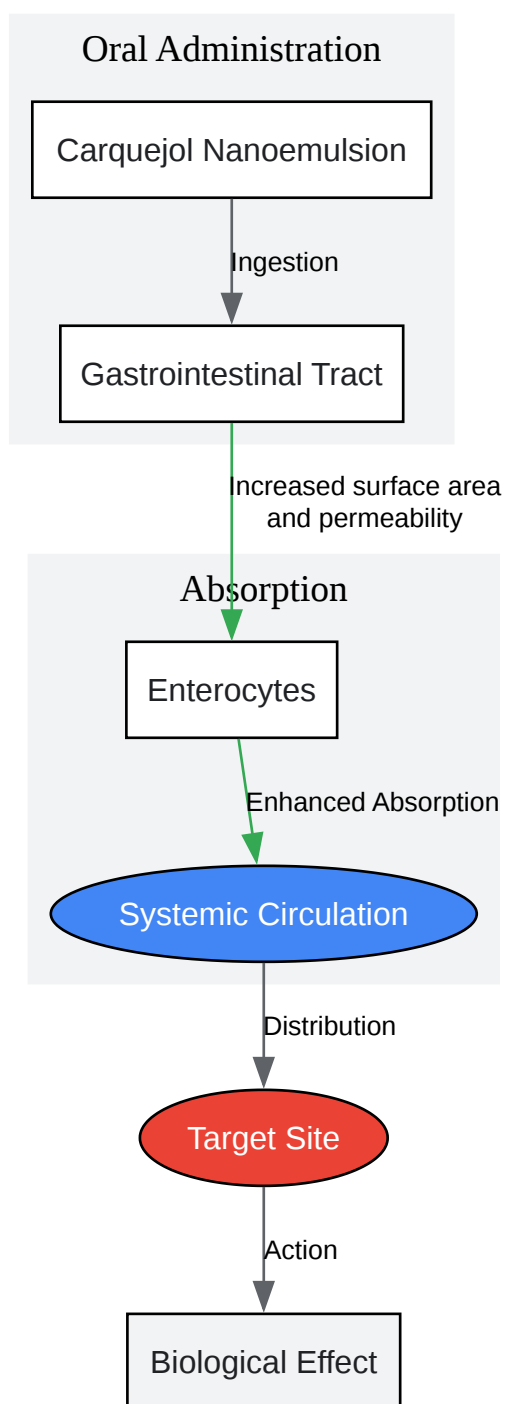 Oral Administration
Carquejol Nanoemulsion
Ingestion
Gastrointestinal Tract
Increased surface area
and permeability
Absorption
Enterocytes
Enhanced Absorption
Systemic Circulation
Distribution
Target Site
Action
Biological Effect